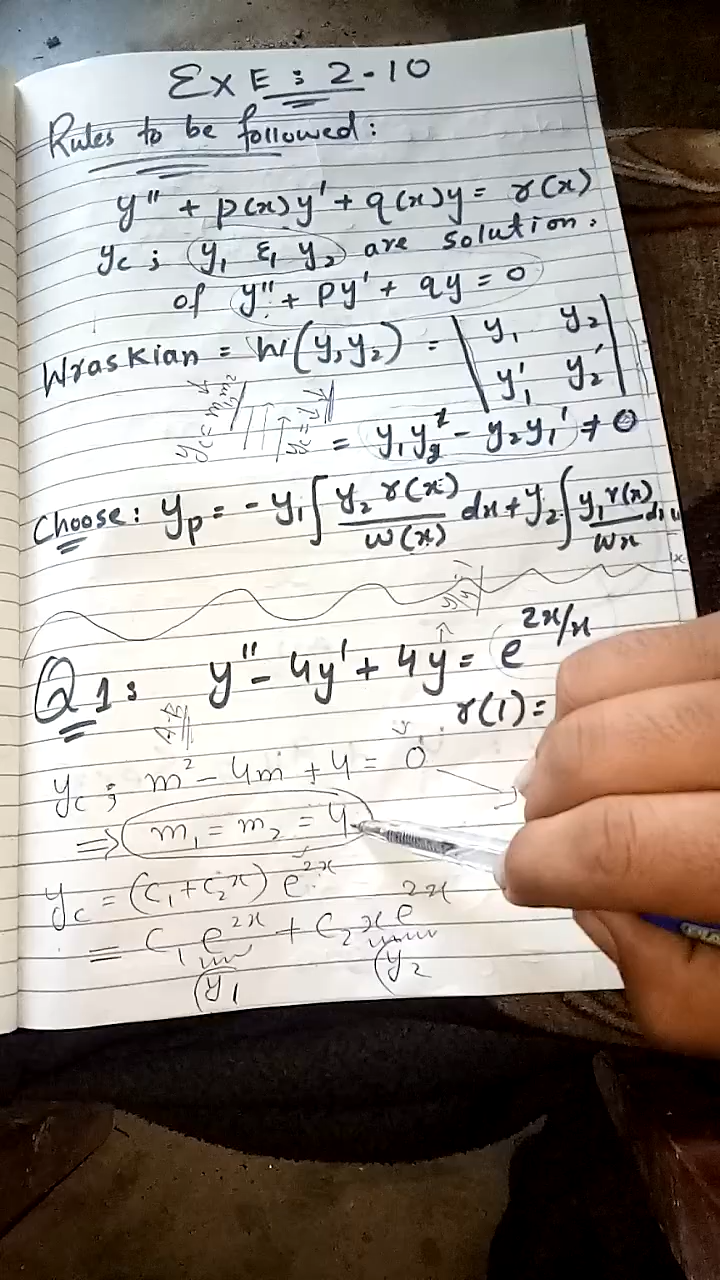 EXE : 2-10
Rules to be followed:
y" + p(x)y' + q(x)y = r(x)
yc ; y₁ & y₂ are solution.
of y" + py' + qy = 0
Wraskian = W(y,y₂) = | y₁ y₂ |
| y₁' y₂' |
= y₁y₂' - y₂y₁' ≠ 0
Choose: yp = -y₁∫ y₂ r(x)/w(x) dx + y₂∫ y₁ r(x)/wx dx
Q1: y" - 4y' + 4y = e^2x/x
r(1) =
yc ; m² - 4m + 4 = 0
⇒ m₁ = m₂ = 4
yc = (c₁ + c₂x) e^2x
= c₁ e^2x + c₂ x e^2x
y₁ y₂